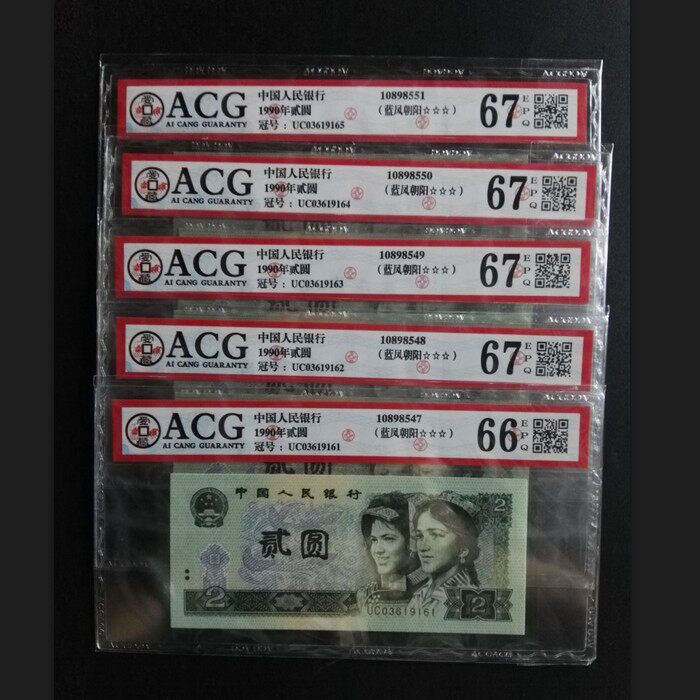 ACG
AI CANG GUARANTY
中国人民银行
1990年贰圆
冠号：UC03619165
10898551
(蓝凤朝阳☆☆☆)
67
EPQ
ACG
AI CANG GUARANTY
中国人民银行
1990年贰圆
冠号：UC03619164
10898550
(蓝凤朝阳☆☆☆)
67
EPQ
ACG
AI CANG GUARANTY
中国人民银行
1990年贰圆
冠号：UC03619163
10898549
(蓝凤朝阳☆☆☆)
67
EPQ
ACG
AI CANG GUARANTY
中国人民银行
1990年贰圆
冠号：UC03619162
10898548
(蓝凤朝阳☆☆☆)
67
EPQ
ACG
AI CANG GUARANTY
中国人民银行
1990年贰圆
冠号：UC03619161
10898547
(蓝凤朝阳☆☆☆)
66
EPQ
中国人民银行
2
贰圆
2
UC03619161
2